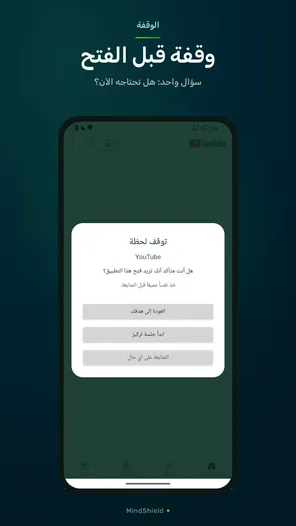 الوقفة
وقفة قبل الفتح
سؤال واحد: هل تحتاجه الآن؟
توقف لحظة
YouTube
هل أنت متأكد أنك تريد فتح هذا التطبيق؟
خذ نفساً عميقاً قبل المتابعة.
العودة إلى هدفك
ابدأ جلسة تركيز
المتابعة على أي حال
MindShield